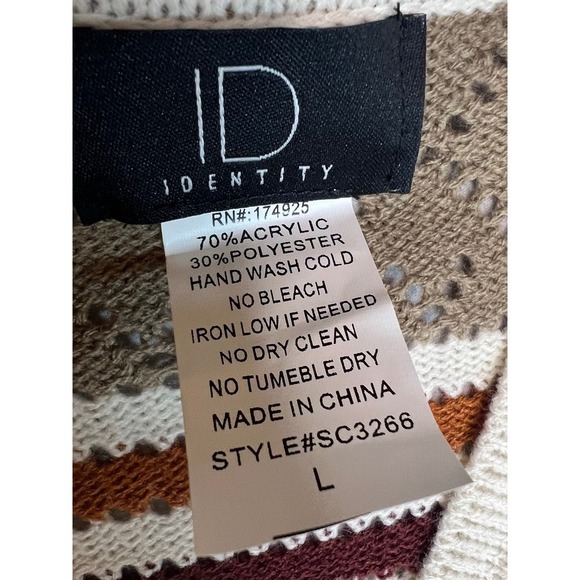 ID
IDENTITY
RN#:174925
70%ACRYLIC
30%POLYESTER
HAND WASH COLD
NO BLEACH
IRON LOW IF NEEDED
NO DRY CLEAN
NO TUMEBLE DRY
MADE IN CHINA
STYLE#SC3266
L